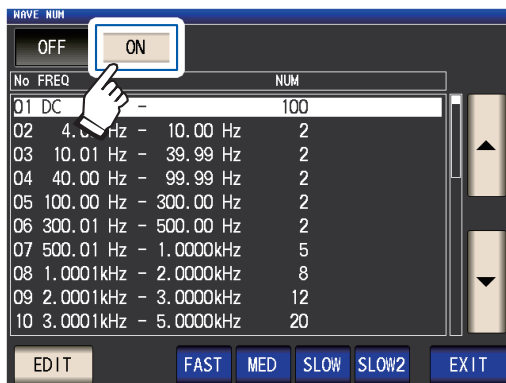 WAVE NUM
OFF ON
No FREQ NUM
01 DC - 100
02 4. Hz - 10.00 Hz 2
03 10.01 Hz - 39.99 Hz 2
04 40.00 Hz - 99.99 Hz 2
05 100.00 Hz - 300.00 Hz 2
06 300.01 Hz - 500.00 Hz 2
07 500.01 Hz - 1.0000kHz 5
08 1.0001kHz - 2.0000kHz 8
09 2.0001kHz - 3.0000kHz 12
10 3.0001kHz - 5.0000kHz 20
EDIT FAST MED SLOW SLOW2 EXIT